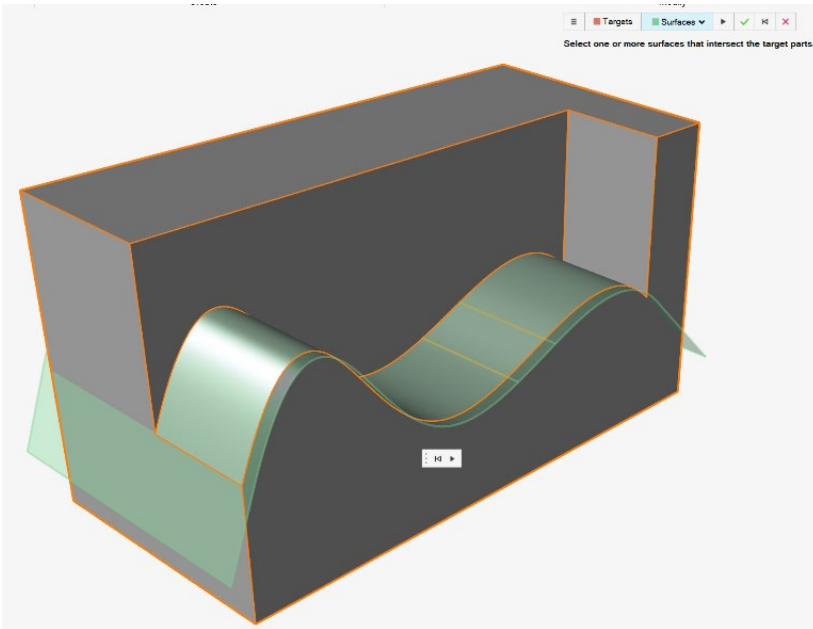 Targets
Surfaces
Select one or more surfaces that intersect the target parts